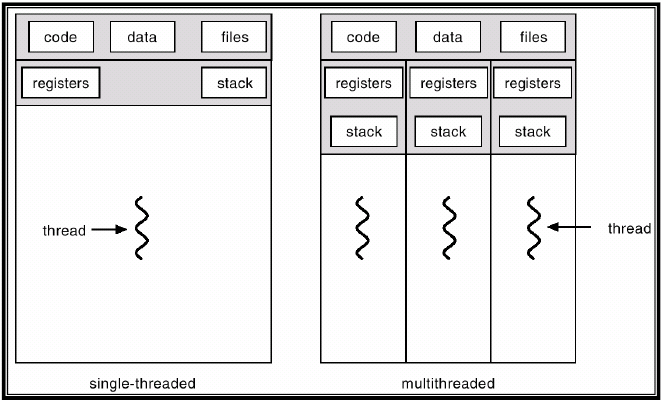 code data files code data files
registers stack registers registers registers
stack stack stack
thread thread
single-threaded multithreaded